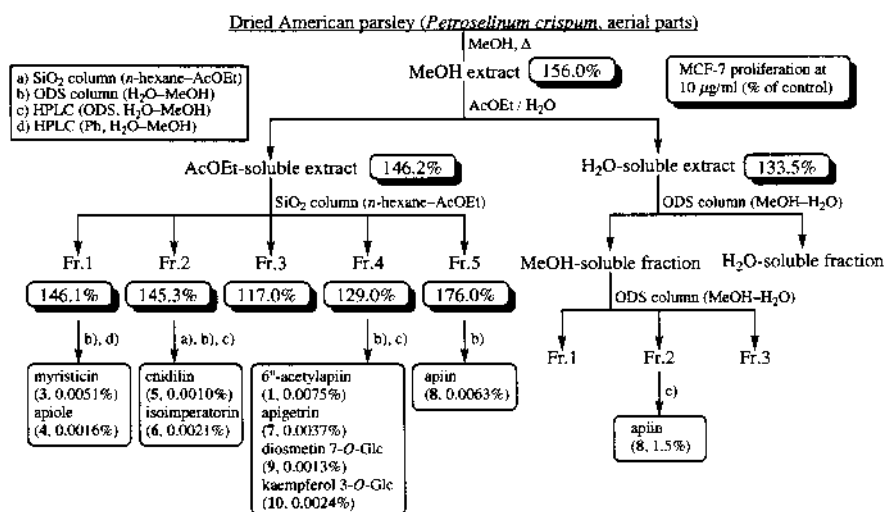 Dried American parsley (Petroselinum crispum, aerial parts)
MeOH, Δ
MeOH extract 156.0%
AcOEt / H2O
a) SiO2 column (n-hexane–AcOEt)
b) ODS column (H2O–MeOH)
c) HPLC (ODS, H2O–MeOH)
d) HPLC (Ph, H2O–MeOH)
MCF-7 proliferation at
10 µg/ml (% of control)
AcOEt-soluble extract 146.2%
H2O-soluble extract 133.5%
SiO2 column (n-hexane–AcOEt)
ODS column (MeOH–H2O)
Fr.1 Fr.2 Fr.3 Fr.4 Fr.5
146.1% 145.3% 117.0% 129.0% 176.0%
MeOH-soluble fraction H2O-soluble fraction
ODS column (MeOH–H2O)
Fr.1 Fr.2 Fr.3
b), d)
a), b), c)
b), c)
b)
myristicin
(3, 0.0051%)
apiole
(4, 0.0016%)
cnidilin
(5, 0.0010%)
isoimperatorin
(6, 0.0021%)
6"-acetylapiin
(1, 0.0075%)
apigetrin
(7, 0.0037%)
diosmetin 7-O-Glc
(9, 0.0013%)
kaempferol 3-O-Glc
(10, 0.0024%)
apiin
(8, 0.0063%)
c)
apiin
(8, 1.5%)